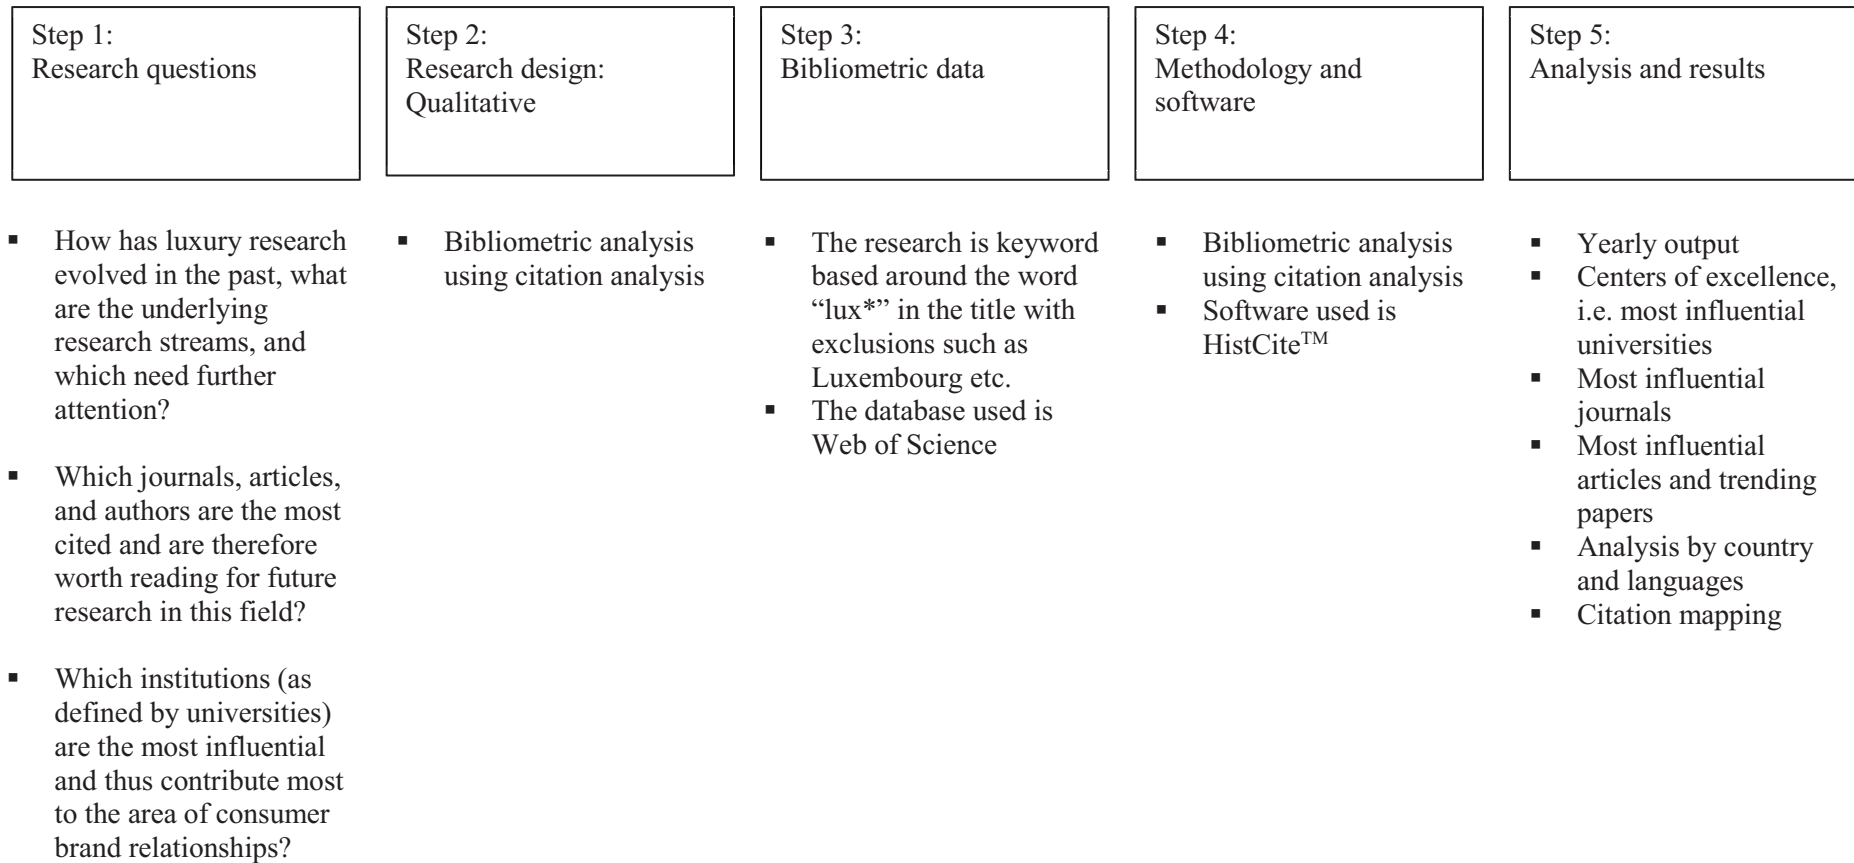 Step 1:
Research questions
Step 2:
Research design:
Qualitative
Step 3:
Bibliometric data
Step 4:
Methodology and
software
Step 5:
Analysis and results
▪ How has luxury research
evolved in the past, what
are the underlying
research streams, and
which need further
attention?
▪ Which journals, articles,
and authors are the most
cited and are therefore
worth reading for future
research in this field?
▪ Which institutions (as
defined by universities)
are the most influential
and thus contribute most
to the area of consumer
brand relationships?
▪ Bibliometric analysis
using citation analysis
▪ The research is keyword
based around the word
“lux*” in the title with
exclusions such as
Luxembourg etc.
▪ The database used is
Web of Science
▪ Bibliometric analysis
using citation analysis
▪ Software used is
HistCiteTM
▪ Yearly output
▪ Centers of excellence,
i.e. most influential
universities
▪ Most influential
journals
▪ Most influential
articles and trending
papers
▪ Analysis by country
and languages
▪ Citation mapping